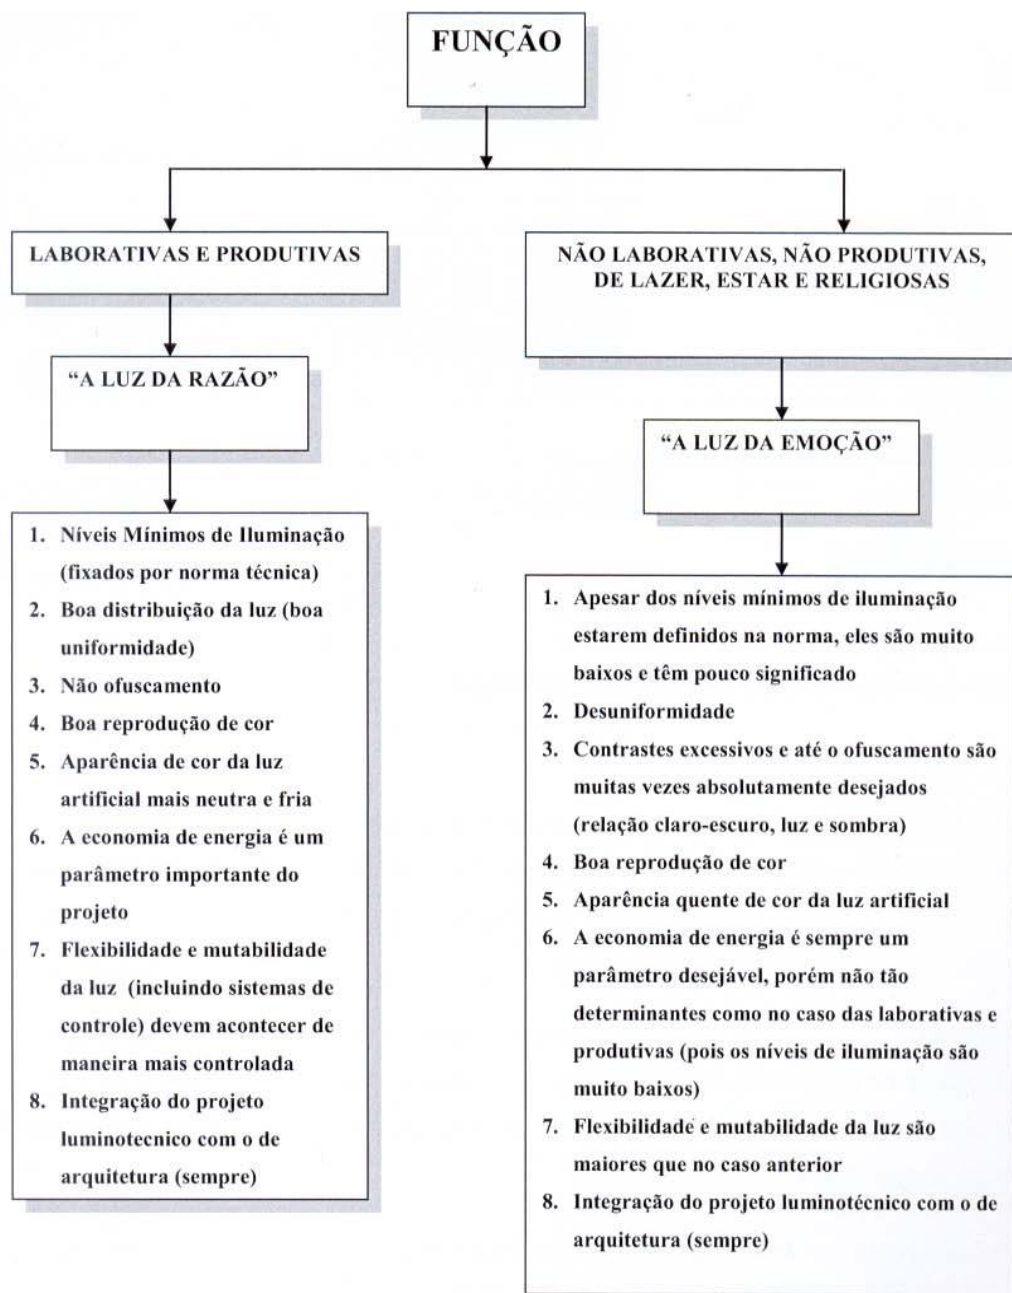 FUNÇÃO
LABORATIVAS E PRODUTIVAS
NÃO LABORATIVAS, NÃO PRODUTIVAS,
DE LAZER, ESTAR E RELIGIOSAS
“A LUZ DA RAZÃO”
“A LUZ DA EMOÇÃO”
1. Níveis Mínimos de Iluminação
(fixados por norma técnica)
2. Boa distribuição da luz (boa
uniformidade)
3. Não ofuscamento
4. Boa reprodução de cor
5. Aparência de cor da luz
artificial mais neutra e fria
6. A economia de energia é um
parâmetro importante do
projeto
7. Flexibilidade e mutabilidade
da luz (incluindo sistemas de
controle) devem acontecer de
maneira mais controlada
8. Integração do projeto
luminotecnico com o de
arquitetura (sempre)
1. Apesar dos níveis mínimos de iluminação
estarem definidos na norma, eles são muito
baixos e têm pouco significado
2. Desuniformidade
3. Contrastes excessivos e até o ofuscamento são
muitas vezes absolutamente desejados
(relação claro-escuro, luz e sombra)
4. Boa reprodução de cor
5. Aparência quente de cor da luz artificial
6. A economia de energia é sempre um
parâmetro desejável, porém não tão
determinantes como no caso das laborativas e
produtivas (pois os níveis de iluminação são
muito baixos)
7. Flexibilidade e mutabilidade da luz são
maiores que no caso anterior
8. Integração do projeto luminotécnico com o de
arquitetura (sempre)